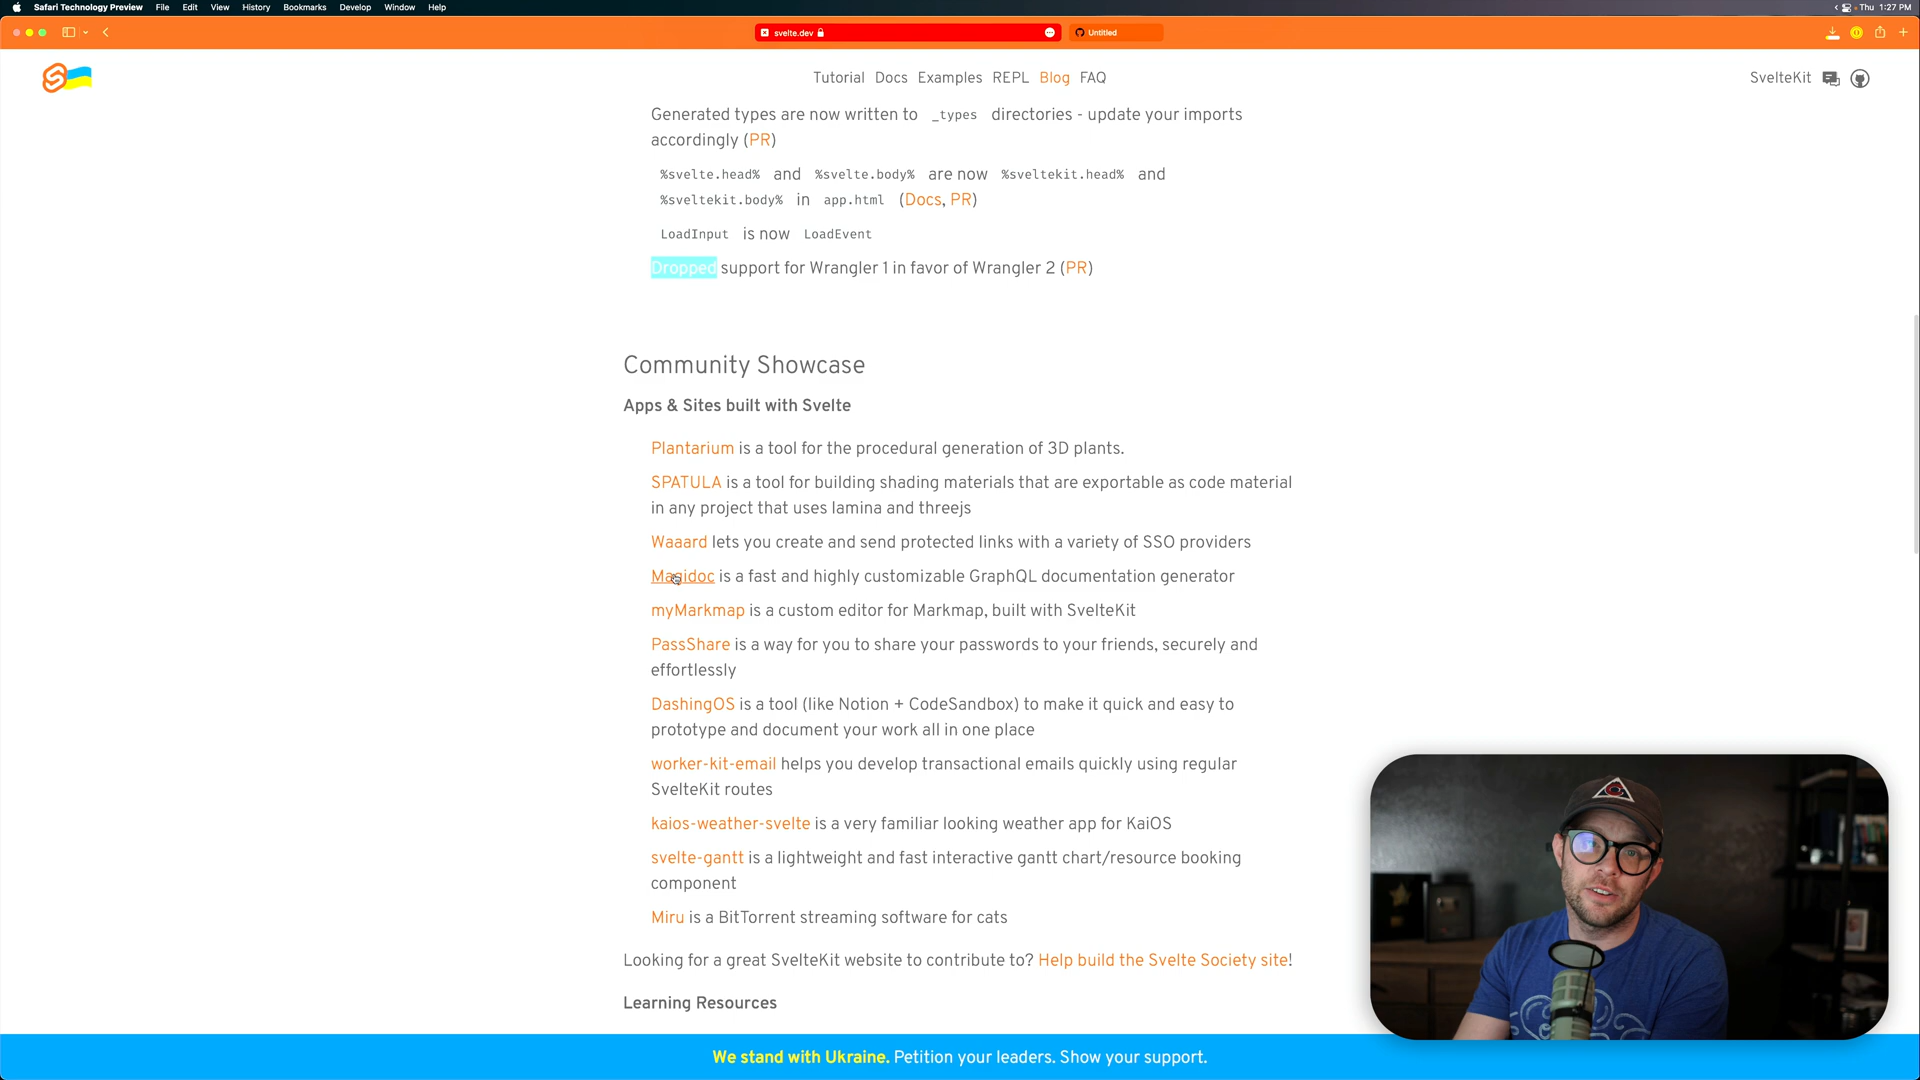 Safari Technology Preview File Edit View History Bookmarks Develop Window Help
Thu 1:27 PM
svelte.dev
Untitled
Tutorial Docs Examples REPL Blog FAQ
SvelteKit
Generated types are now written to _types directories - update your imports
accordingly (PR)
%svelte.head% and %svelte.body% are now %sveltekit.head% and
%sveltekit.body% in app.html (Docs, PR)
LoadInput is now LoadEvent
Dropped support for Wrangler 1 in favor of Wrangler 2 (PR)
Community Showcase
Apps & Sites built with Svelte
Plantarium is a tool for the procedural generation of 3D plants.
SPATULA is a tool for building shading materials that are exportable as code material
in any project that uses lamina and threejs
Waaard lets you create and send protected links with a variety of SSO providers
Magidoc is a fast and highly customizable GraphQL documentation generator
myMarkmap is a custom editor for Markmap, built with SvelteKit
PassShare is a way for you to share your passwords to your friends, securely and
effortlessly
DashingOS is a tool (like Notion + CodeSandbox) to make it quick and easy to
prototype and document your work all in one place
worker-kit-email helps you develop transactional emails quickly using regular
SvelteKit routes
kaios-weather-svelte is a very familiar looking weather app for KaiOS
svelte-gantt is a lightweight and fast interactive gantt chart/resource booking
component
Miru is a BitTorrent streaming software for cats
Looking for a great SvelteKit website to contribute to? Help build the Svelte Society site!
Learning Resources
We stand with Ukraine. Petition your leaders. Show your support.